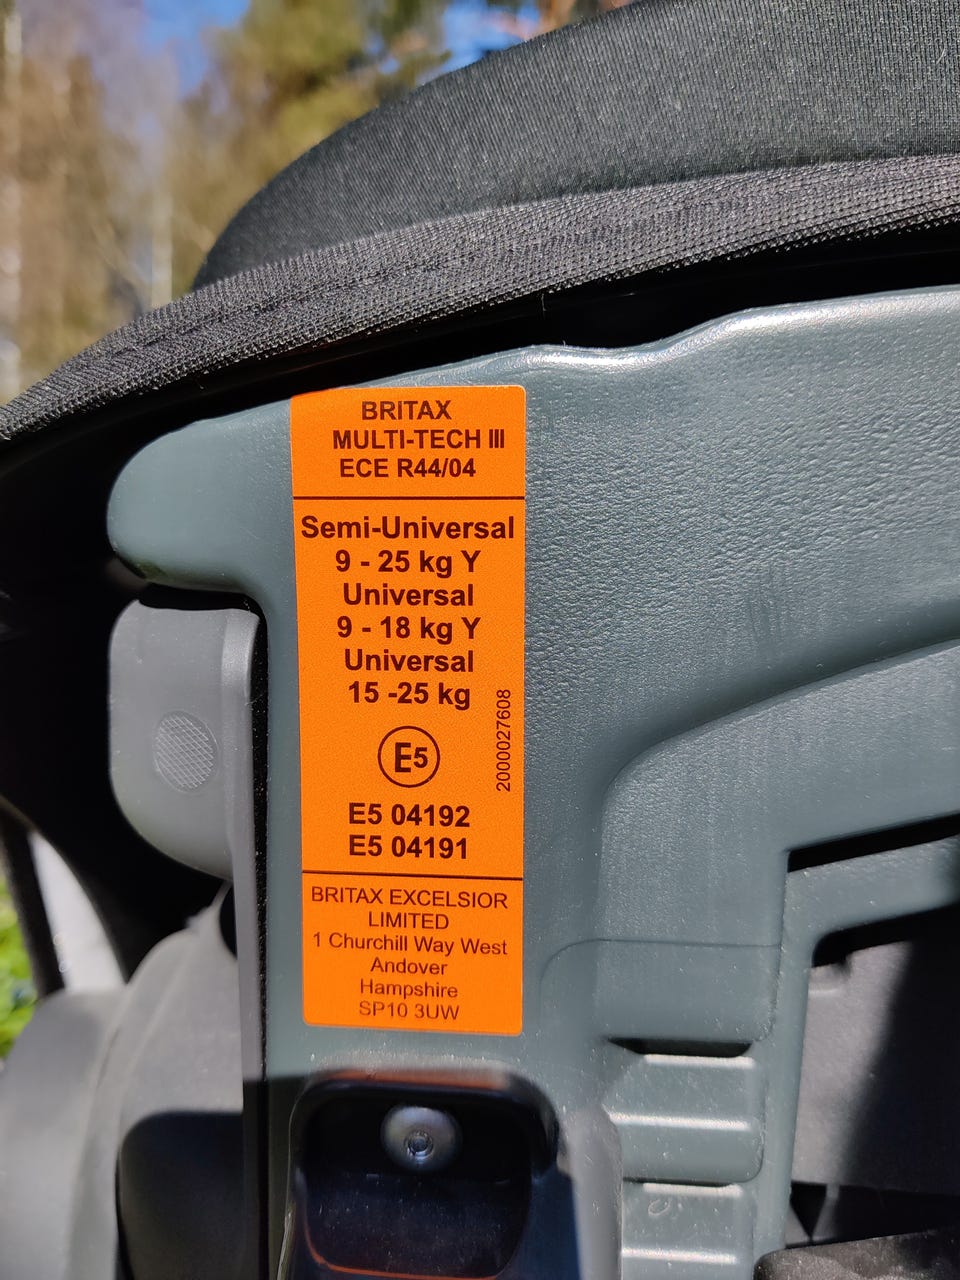 BRITAX
MULTI-TECH III
ECE R44/04
Semi-Universal
9 - 25 kg Y
Universal
9 - 18 kg Y
Universal
15 -25 kg
E5
2000027608
E5 04192
E5 04191
BRITAX EXCELSIOR
LIMITED
1 Churchill Way West
Andover
Hampshire
SP10 3UW